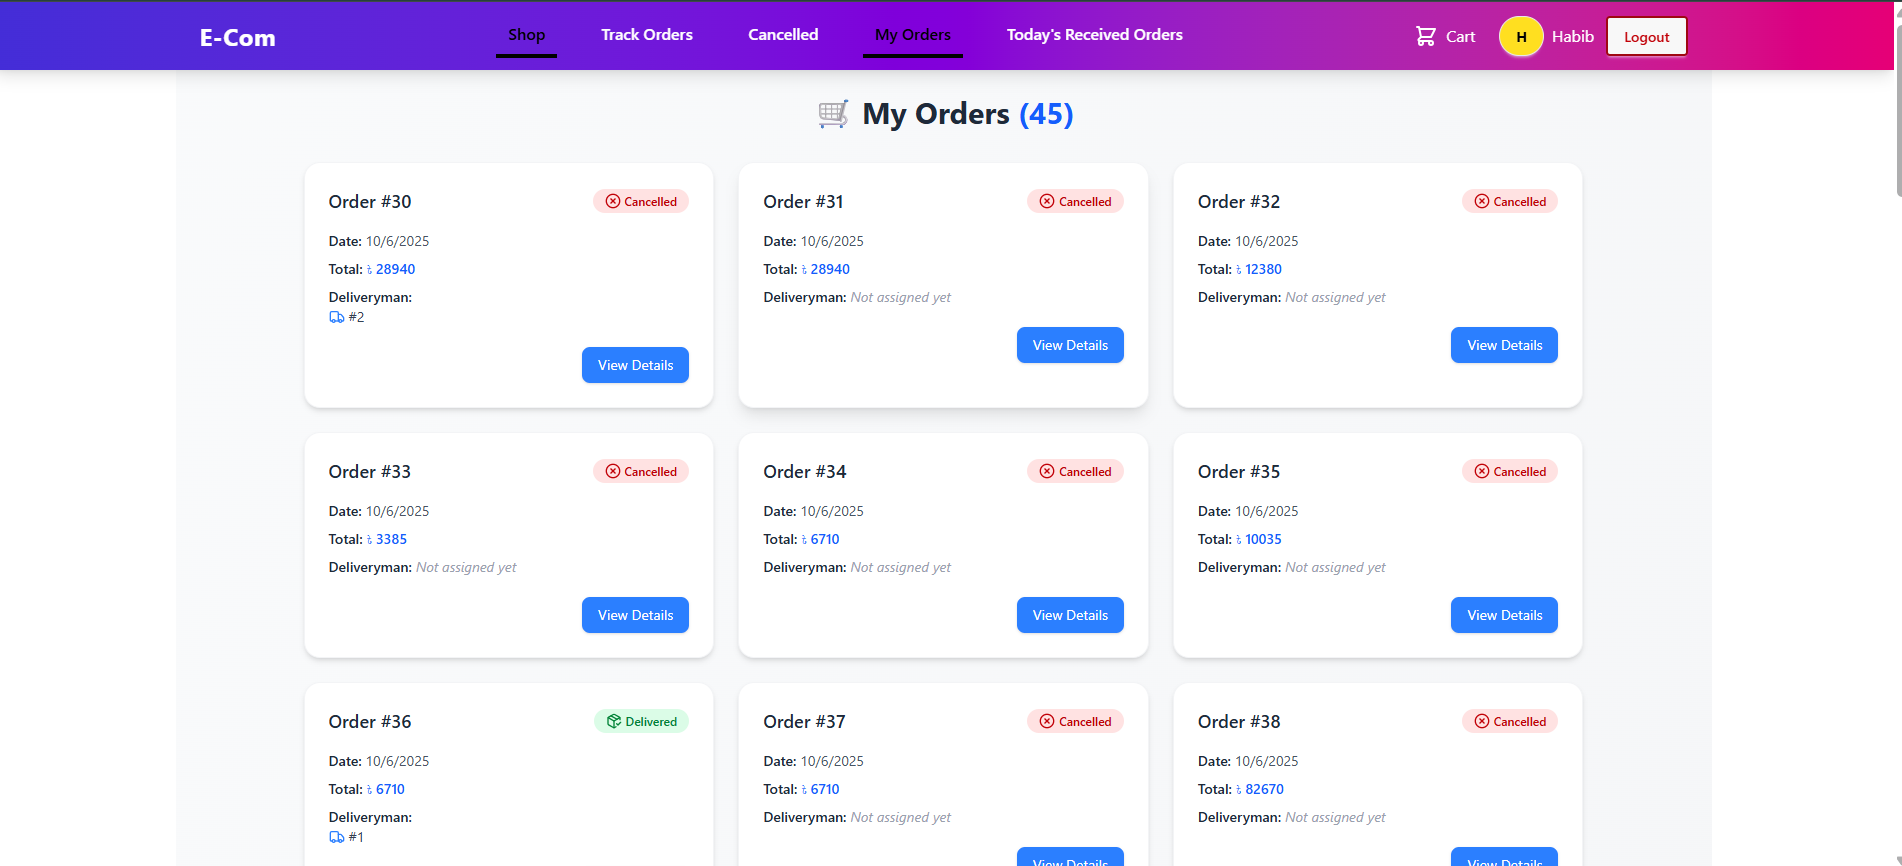 E-Com Shop Track Orders Cancelled My Orders Today's Received Orders Cart H Habib Logout
My Orders (45)
Order #30 Cancelled
Date: 10/6/2025
Total: ৳ 28940
Deliveryman:
#2
View Details
Order #31 Cancelled
Date: 10/6/2025
Total: ৳ 28940
Deliveryman: Not assigned yet
View Details
Order #32 Cancelled
Date: 10/6/2025
Total: ৳ 12380
Deliveryman: Not assigned yet
View Details
Order #33 Cancelled
Date: 10/6/2025
Total: ৳ 3385
Deliveryman: Not assigned yet
View Details
Order #34 Cancelled
Date: 10/6/2025
Total: ৳ 6710
Deliveryman: Not assigned yet
View Details
Order #35 Cancelled
Date: 10/6/2025
Total: ৳ 10035
Deliveryman: Not assigned yet
View Details
Order #36 Delivered
Date: 10/6/2025
Total: ৳ 6710
Deliveryman:
#1
Order #37 Cancelled
Date: 10/6/2025
Total: ৳ 6710
Deliveryman: Not assigned yet
View Details
Order #38 Cancelled
Date: 10/6/2025
Total: ৳ 82670
Deliveryman: Not assigned yet
View Details